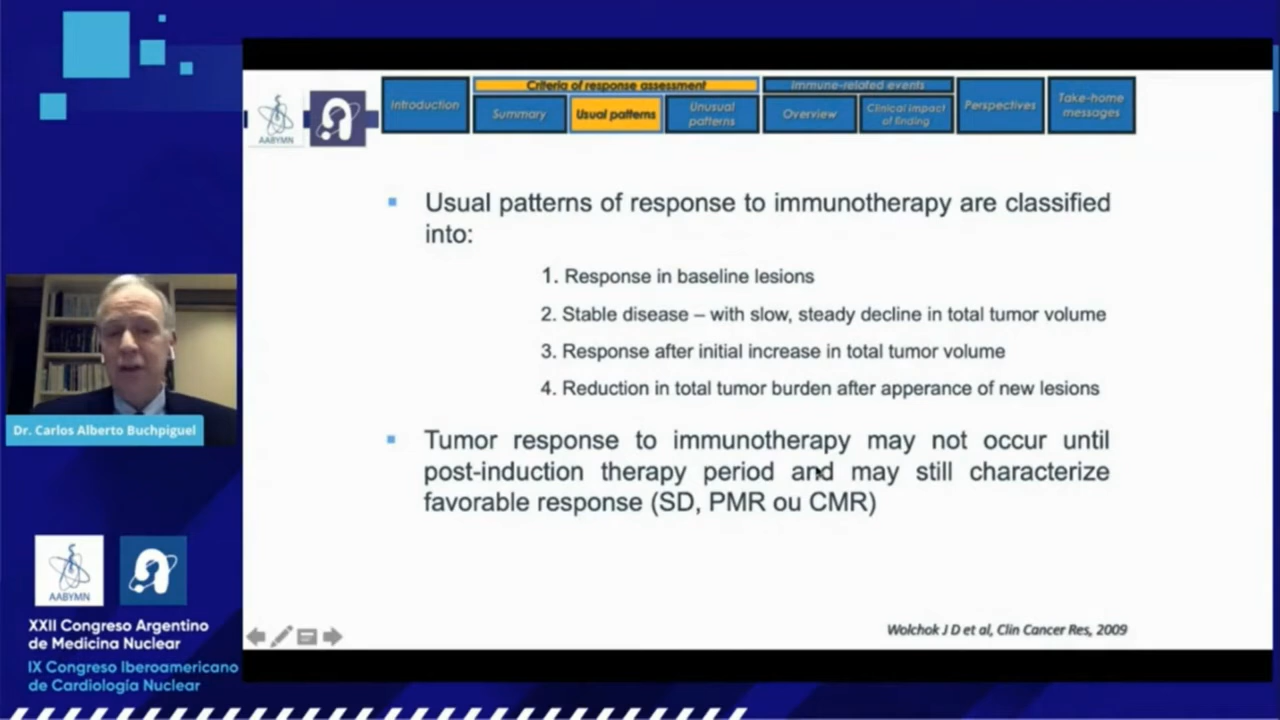 Criteria of response assessment
Immune-related events
Introduction
Summary
Usual patterns
Unusual
patterns
Overview
Clinical impact
of finding
Perspectives
Take-home
messages
AABYMN
▪ Usual patterns of response to immunotherapy are classified
into:
1. Response in baseline lesions
2. Stable disease – with slow, steady decline in total tumor volume
3. Response after initial increase in total tumor volume
4. Reduction in total tumor burden after apperance of new lesions
▪ Tumor response to immunotherapy may not occur until
post-induction therapy period and may still characterize
favorable response (SD, PMR ou CMR)
Wolchok J D et al, Clin Cancer Res, 2009
Dr. Carlos Alberto Buchpiguel
AABYMN
XXII Congreso Argentino
de Medicina Nuclear
IX Congreso Iberoamericano
de Cardiología Nuclear